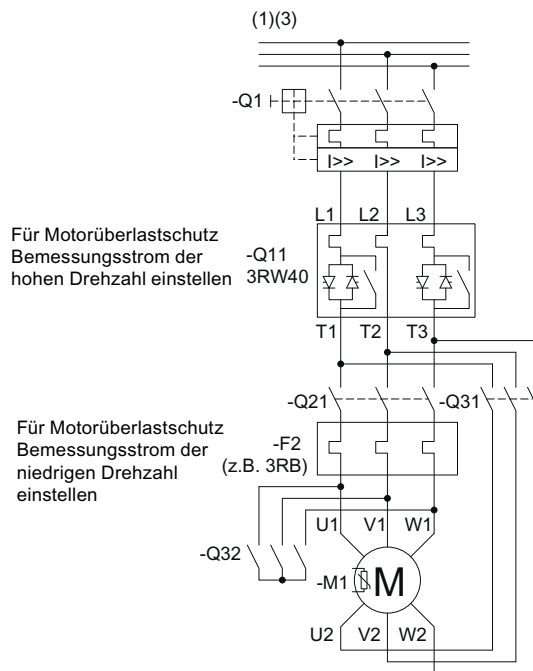 (1)(3)
-Q1
I>> I>> I>>
L1 L2 L3
Für Motorüberlastschutz
Bemessungsstrom der
hohen Drehzahl einstellen
-Q11
3RW40
T1 T2 T3
-Q21
-Q31
Für Motorüberlastschutz
Bemessungsstrom der
niedrigen Drehzahl
einstellen
-F2
(z.B. 3RB)
U1 V1 W1
-Q32
-M1
M
U2 V2 W2